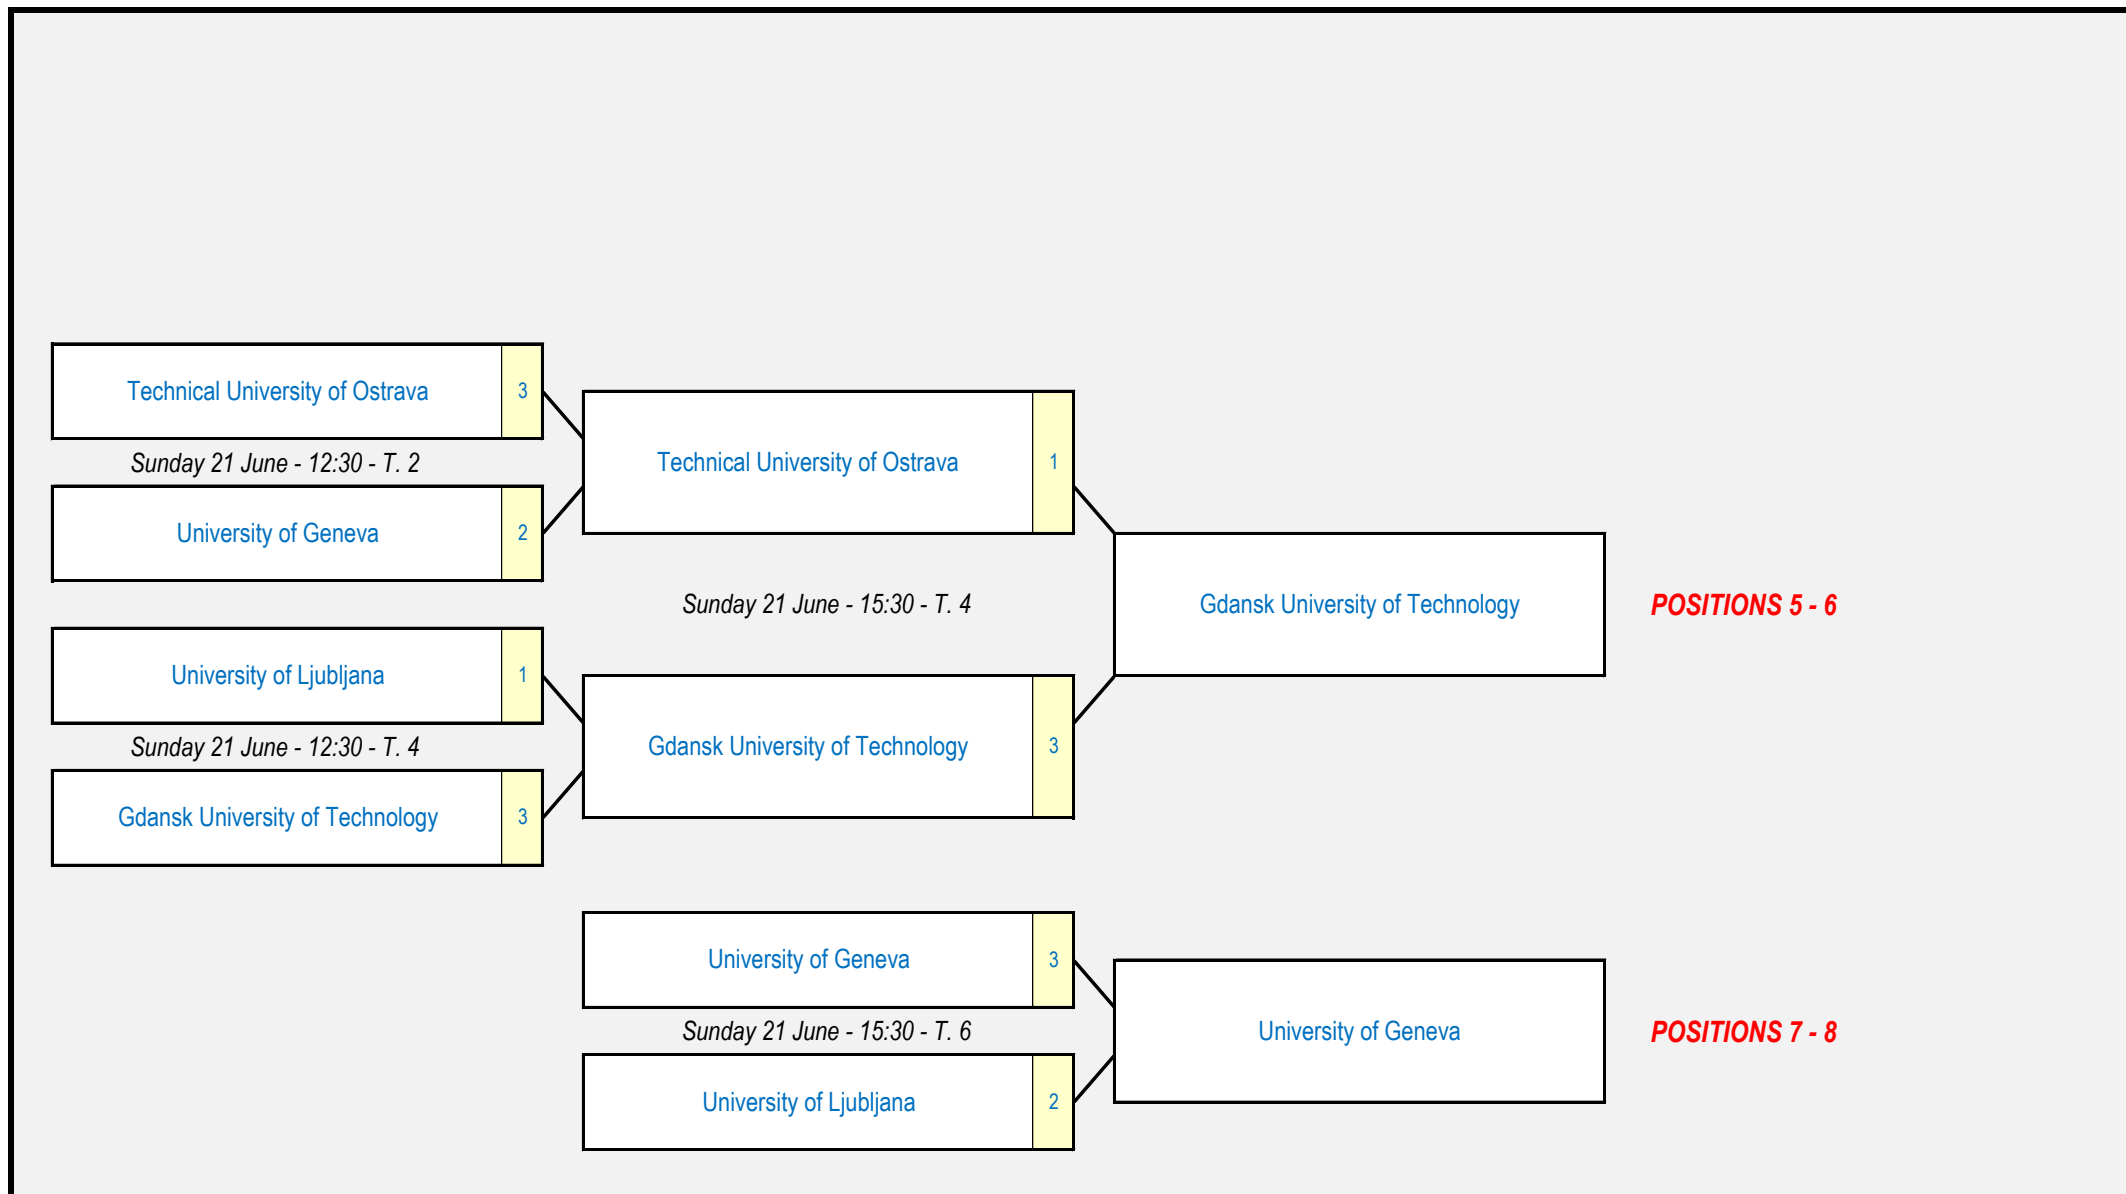 Technical University of Ostrava 3
Sunday 21 June - 12:30 - T. 2
University of Geneva 2
Technical University of Ostrava 1
Sunday 21 June - 15:30 - T. 4
Gdansk University of Technology
POSITIONS 5 - 6
University of Ljubljana 1
Sunday 21 June - 12:30 - T. 4
Gdansk University of Technology 3
Gdansk University of Technology 3
University of Geneva 3
Sunday 21 June - 15:30 - T. 6
University of Ljubljana 2
University of Geneva
POSITIONS 7 - 8